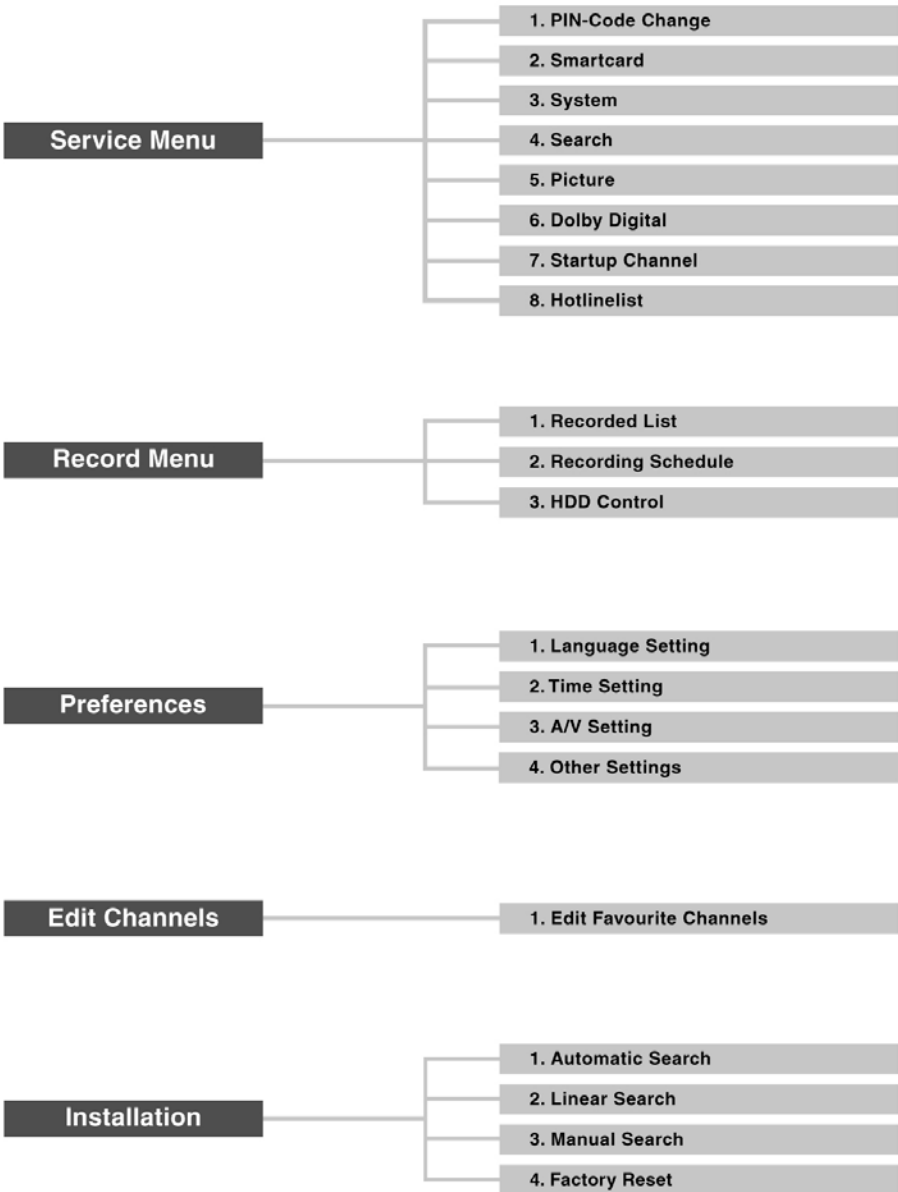 Service Menu
1. PIN-Code Change
2. Smartcard
3. System
4. Search
5. Picture
6. Dolby Digital
7. Startup Channel
8. Hotlinelist
Record Menu
1. Recorded List
2. Recording Schedule
3. HDD Control
Preferences
1. Language Setting
2. Time Setting
3. A/V Setting
4. Other Settings
Edit Channels
1. Edit Favourite Channels
Installation
1. Automatic Search
2. Linear Search
3. Manual Search
4. Factory Reset